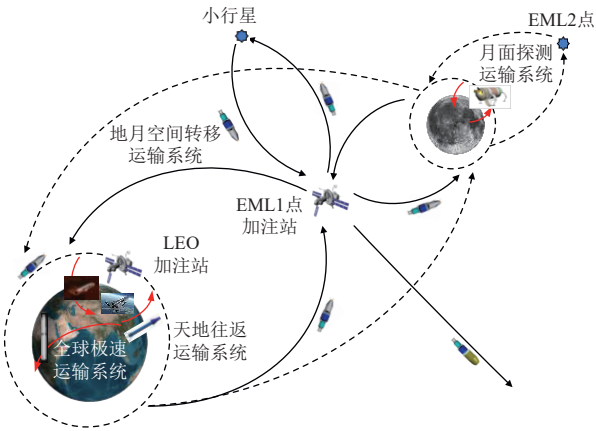 小行星
EML2点
月面探测
运输系统
地月空间转移
运输系统
EML1点
加注站
LEO
加注站
天地往返
运输系统
全球极速
运输系统